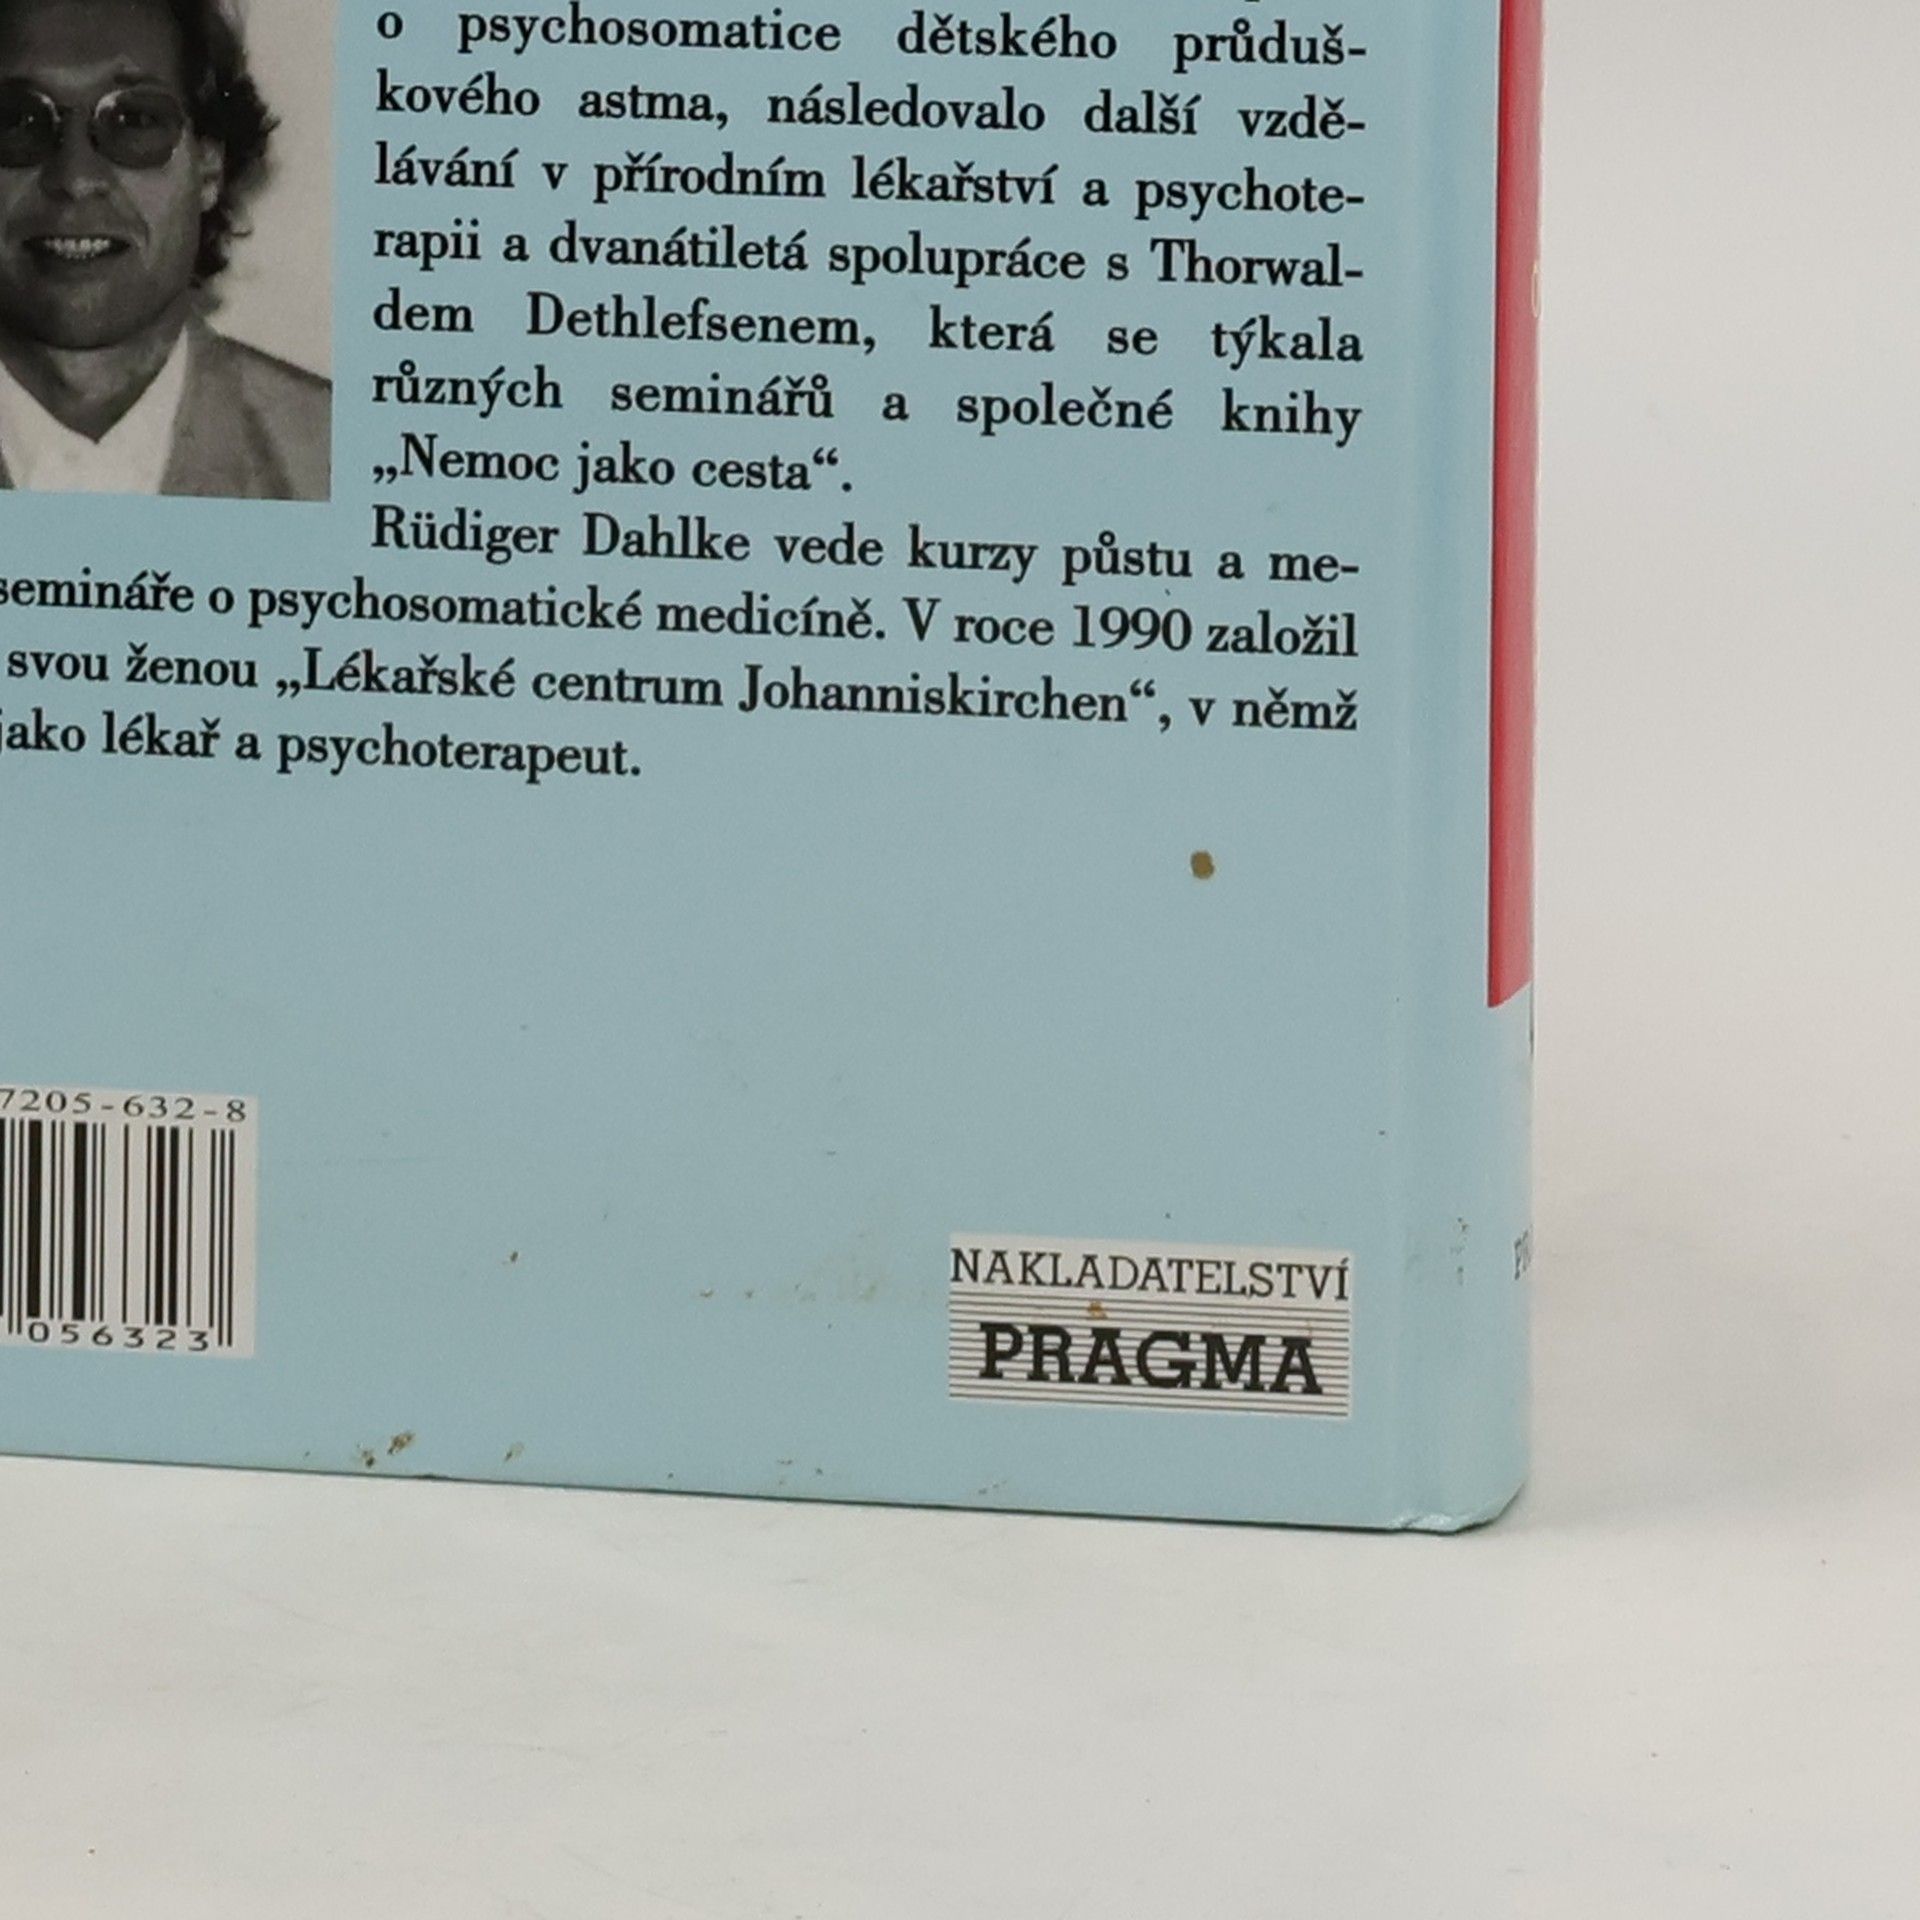 o psychosomatice dětského průduš-
kového astma, následovalo další vzdě-
lávání v přírodním lékařství a psychote-
rapii a dvanátiletá spolupráce s Thorwal-
dem Dethlefsenem, která se týkala
různých seminářů a společné knihy
„Nemoc jako cesta“.
Rüdiger Dahlke vede kurzy půstu a me-
semináře o psychosomatické medicíně. V roce 1990 založil
svou ženou „Lékařské centrum Johanniskirchen“, v němž
jako lékař a psychoterapeut.
7205-632-8
056323
NAKLADATELSTVÍ
PRAGMA